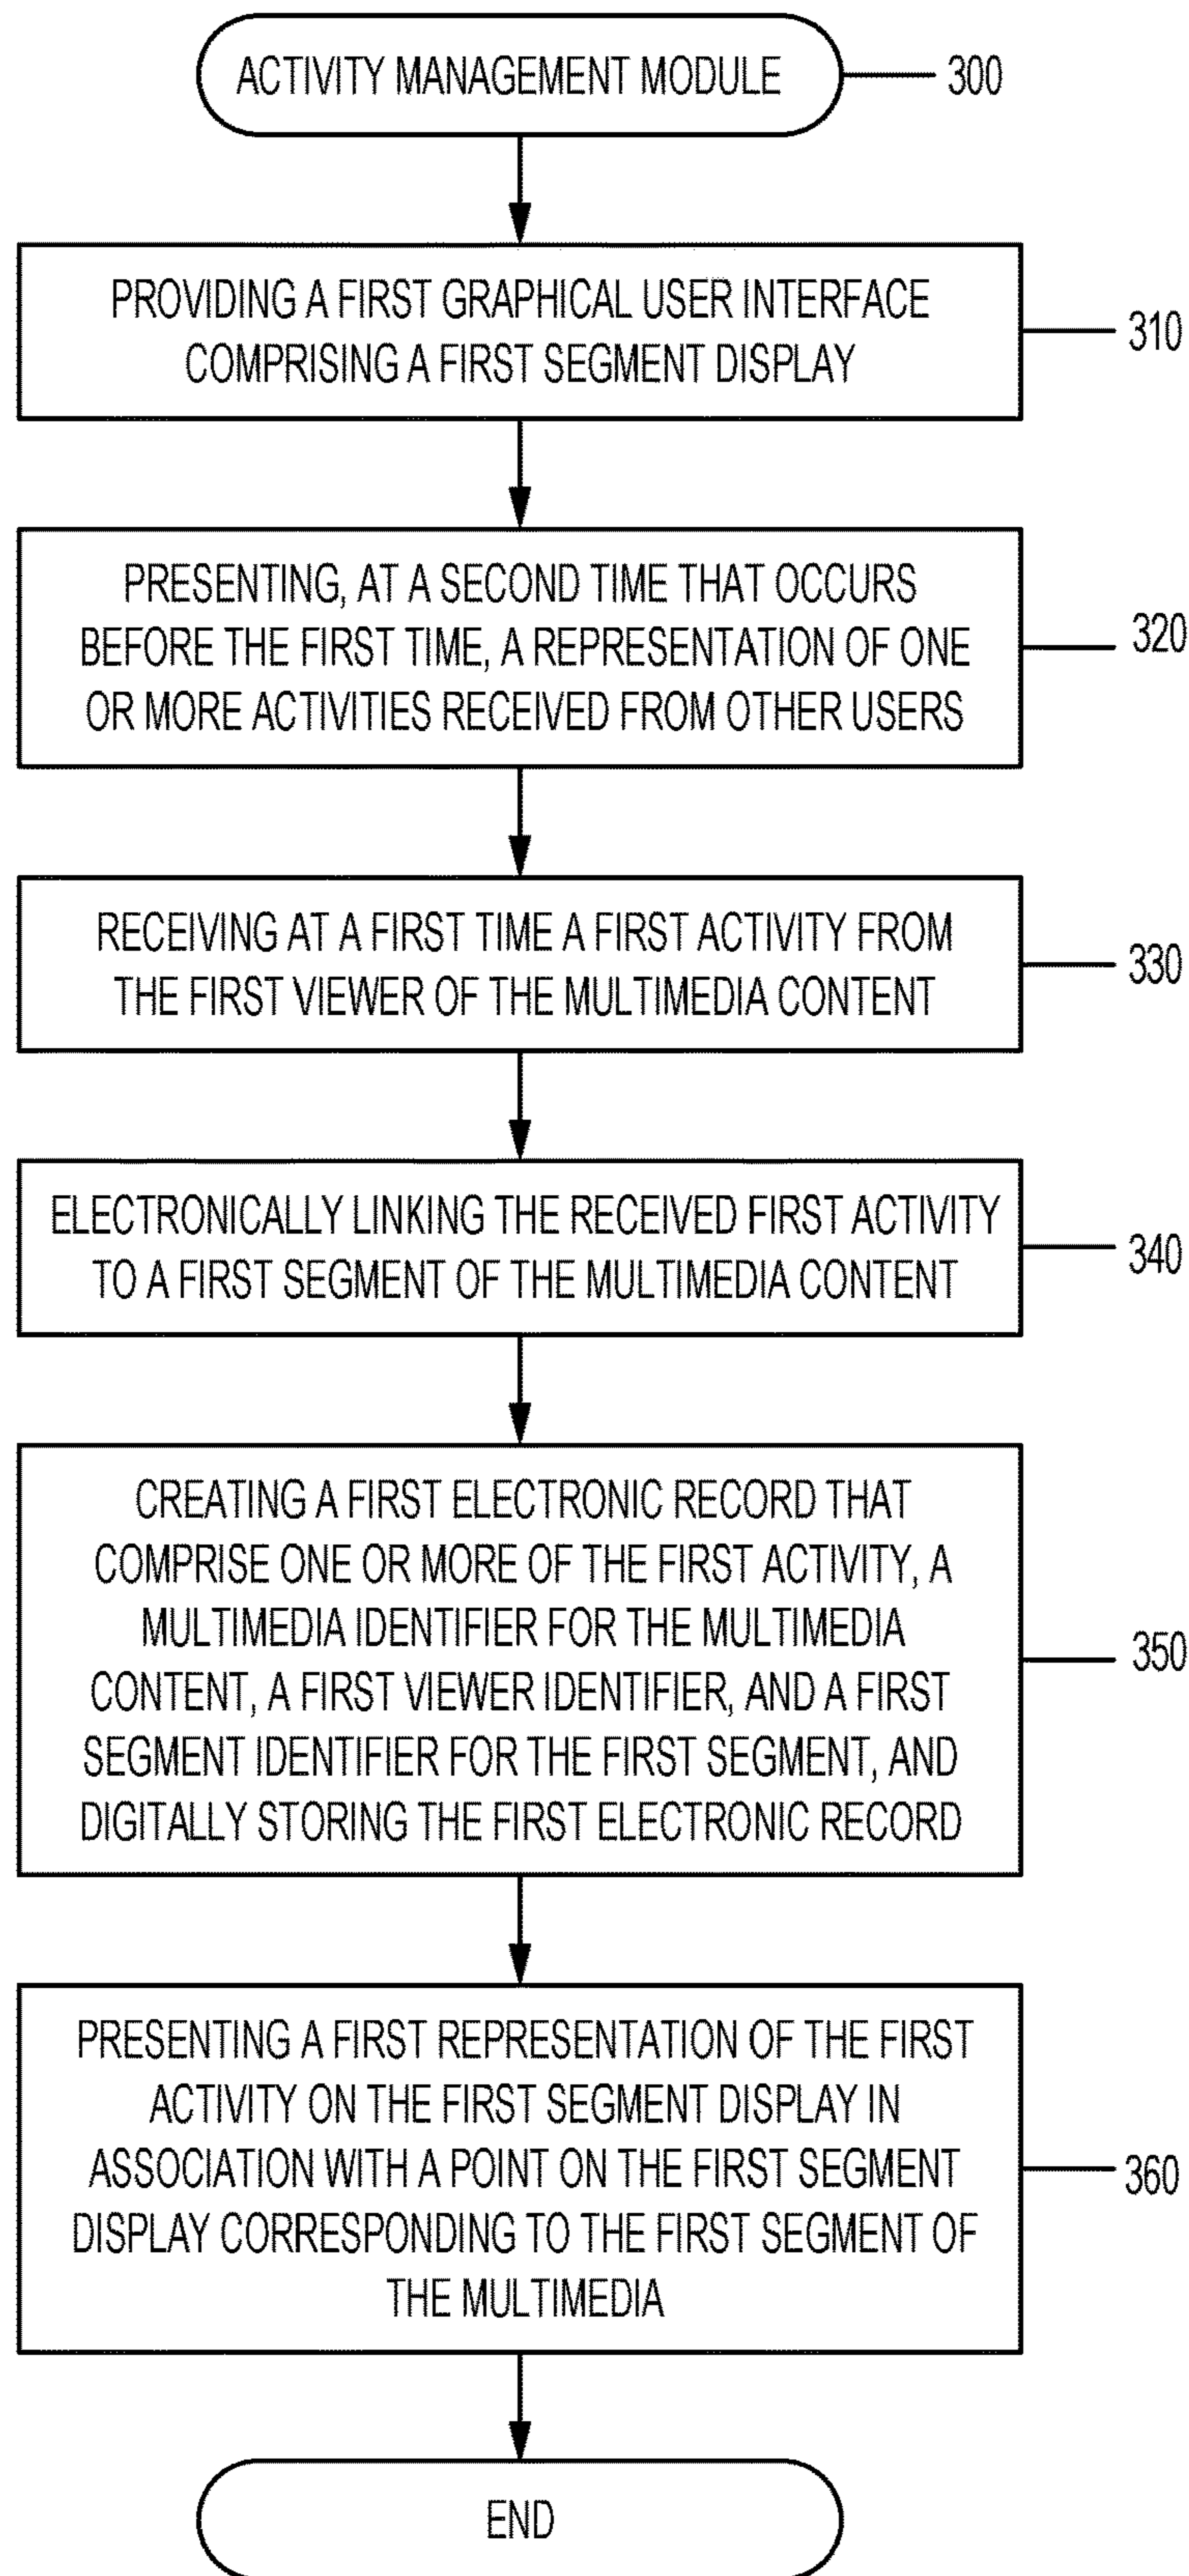 ACTIVITY MANAGEMENT MODULE
300
PROVIDING A FIRST GRAPHICAL USER INTERFACE
COMPRISING A FIRST SEGMENT DISPLAY
310
PRESENTING, AT A SECOND TIME THAT OCCURS
BEFORE THE FIRST TIME, A REPRESENTATION OF ONE
OR MORE ACTIVITIES RECEIVED FROM OTHER USERS
320
RECEIVING AT A FIRST TIME A FIRST ACTIVITY FROM
THE FIRST VIEWER OF THE MULTIMEDIA CONTENT
330
ELECTRONICALLY LINKING THE RECEIVED FIRST ACTIVITY
TO A FIRST SEGMENT OF THE MULTIMEDIA CONTENT
340
CREATING A FIRST ELECTRONIC RECORD THAT
COMPRISE ONE OR MORE OF THE FIRST ACTIVITY, A
MULTIMEDIA IDENTIFIER FOR THE MULTIMEDIA
CONTENT, A FIRST VIEWER IDENTIFIER, AND A FIRST
SEGMENT IDENTIFIER FOR THE FIRST SEGMENT, AND
DIGITALLY STORING THE FIRST ELECTRONIC RECORD
350
PRESENTING A FIRST REPRESENTATION OF THE FIRST
ACTIVITY ON THE FIRST SEGMENT DISPLAY IN
ASSOCIATION WITH A POINT ON THE FIRST SEGMENT
DISPLAY CORRESPONDING TO THE FIRST SEGMENT OF
THE MULTIMEDIA
360
END